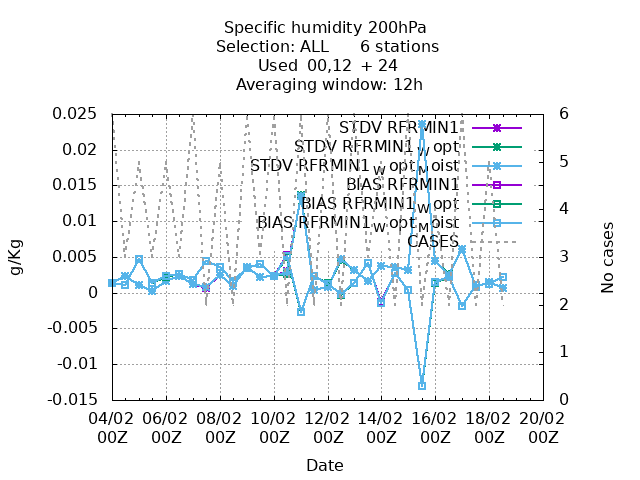 Specific humidity 200hPa
Selection: ALL 6 stations
Used 00,12 + 24
Averaging window: 12h
0.025
0.02
0.015
0.01
0.005
0
-0.005
-0.01
-0.015
g/Kg
STDV RFRMIN1
STDV RFRMIN1 W opt
STDV RFRMIN1 W opt M oist
BIAS RFRMIN1
BIAS RFRMIN1 W opt
BIAS RFRMIN1 W opt M oist
CASES
6
5
4
3
2
1
0
No cases
04/02 06/02 08/02 10/02 12/02 14/02 16/02 18/02 20/02
00Z 00Z 00Z 00Z 00Z 00Z 00Z 00Z 00Z
Date